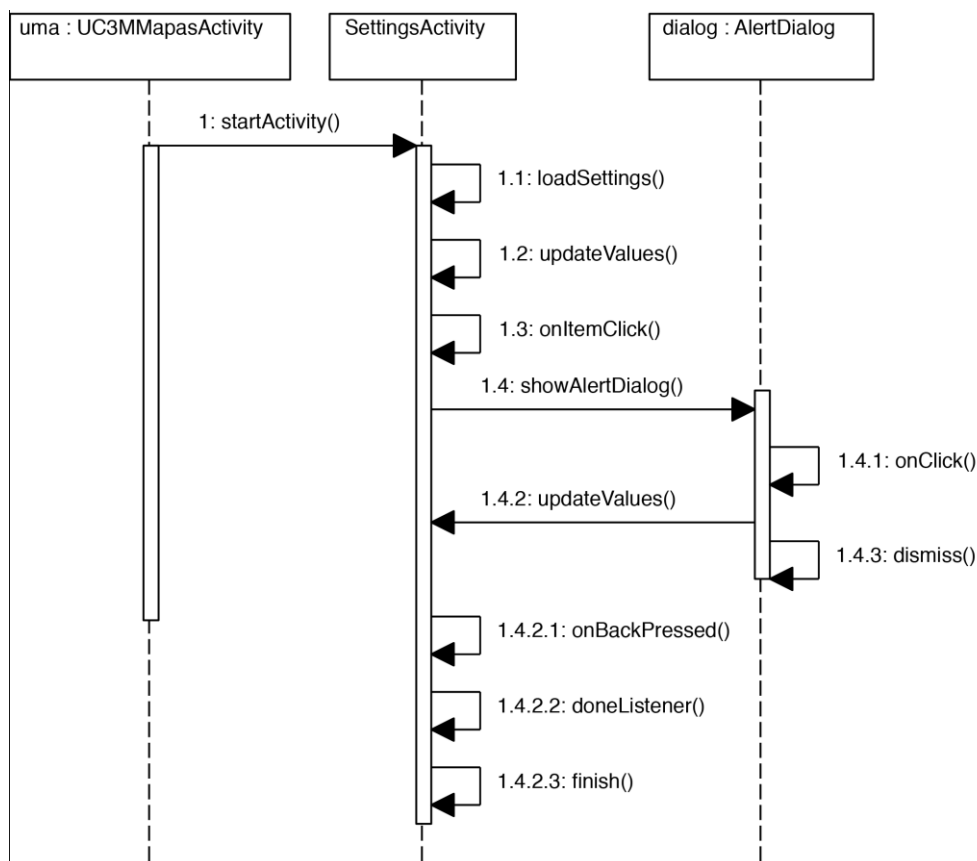 uma : UC3MMapasActivity
SettingsActivity
dialog : AlertDialog
1: startActivity()
1.1: loadSettings()
1.2: updateValues()
1.3: onItemClick()
1.4: showAlertDialog()
1.4.1: onClick()
1.4.2: updateValues()
1.4.3: dismiss()
1.4.2.1: onBackPressed()
1.4.2.2: doneListener()
1.4.2.3: finish()